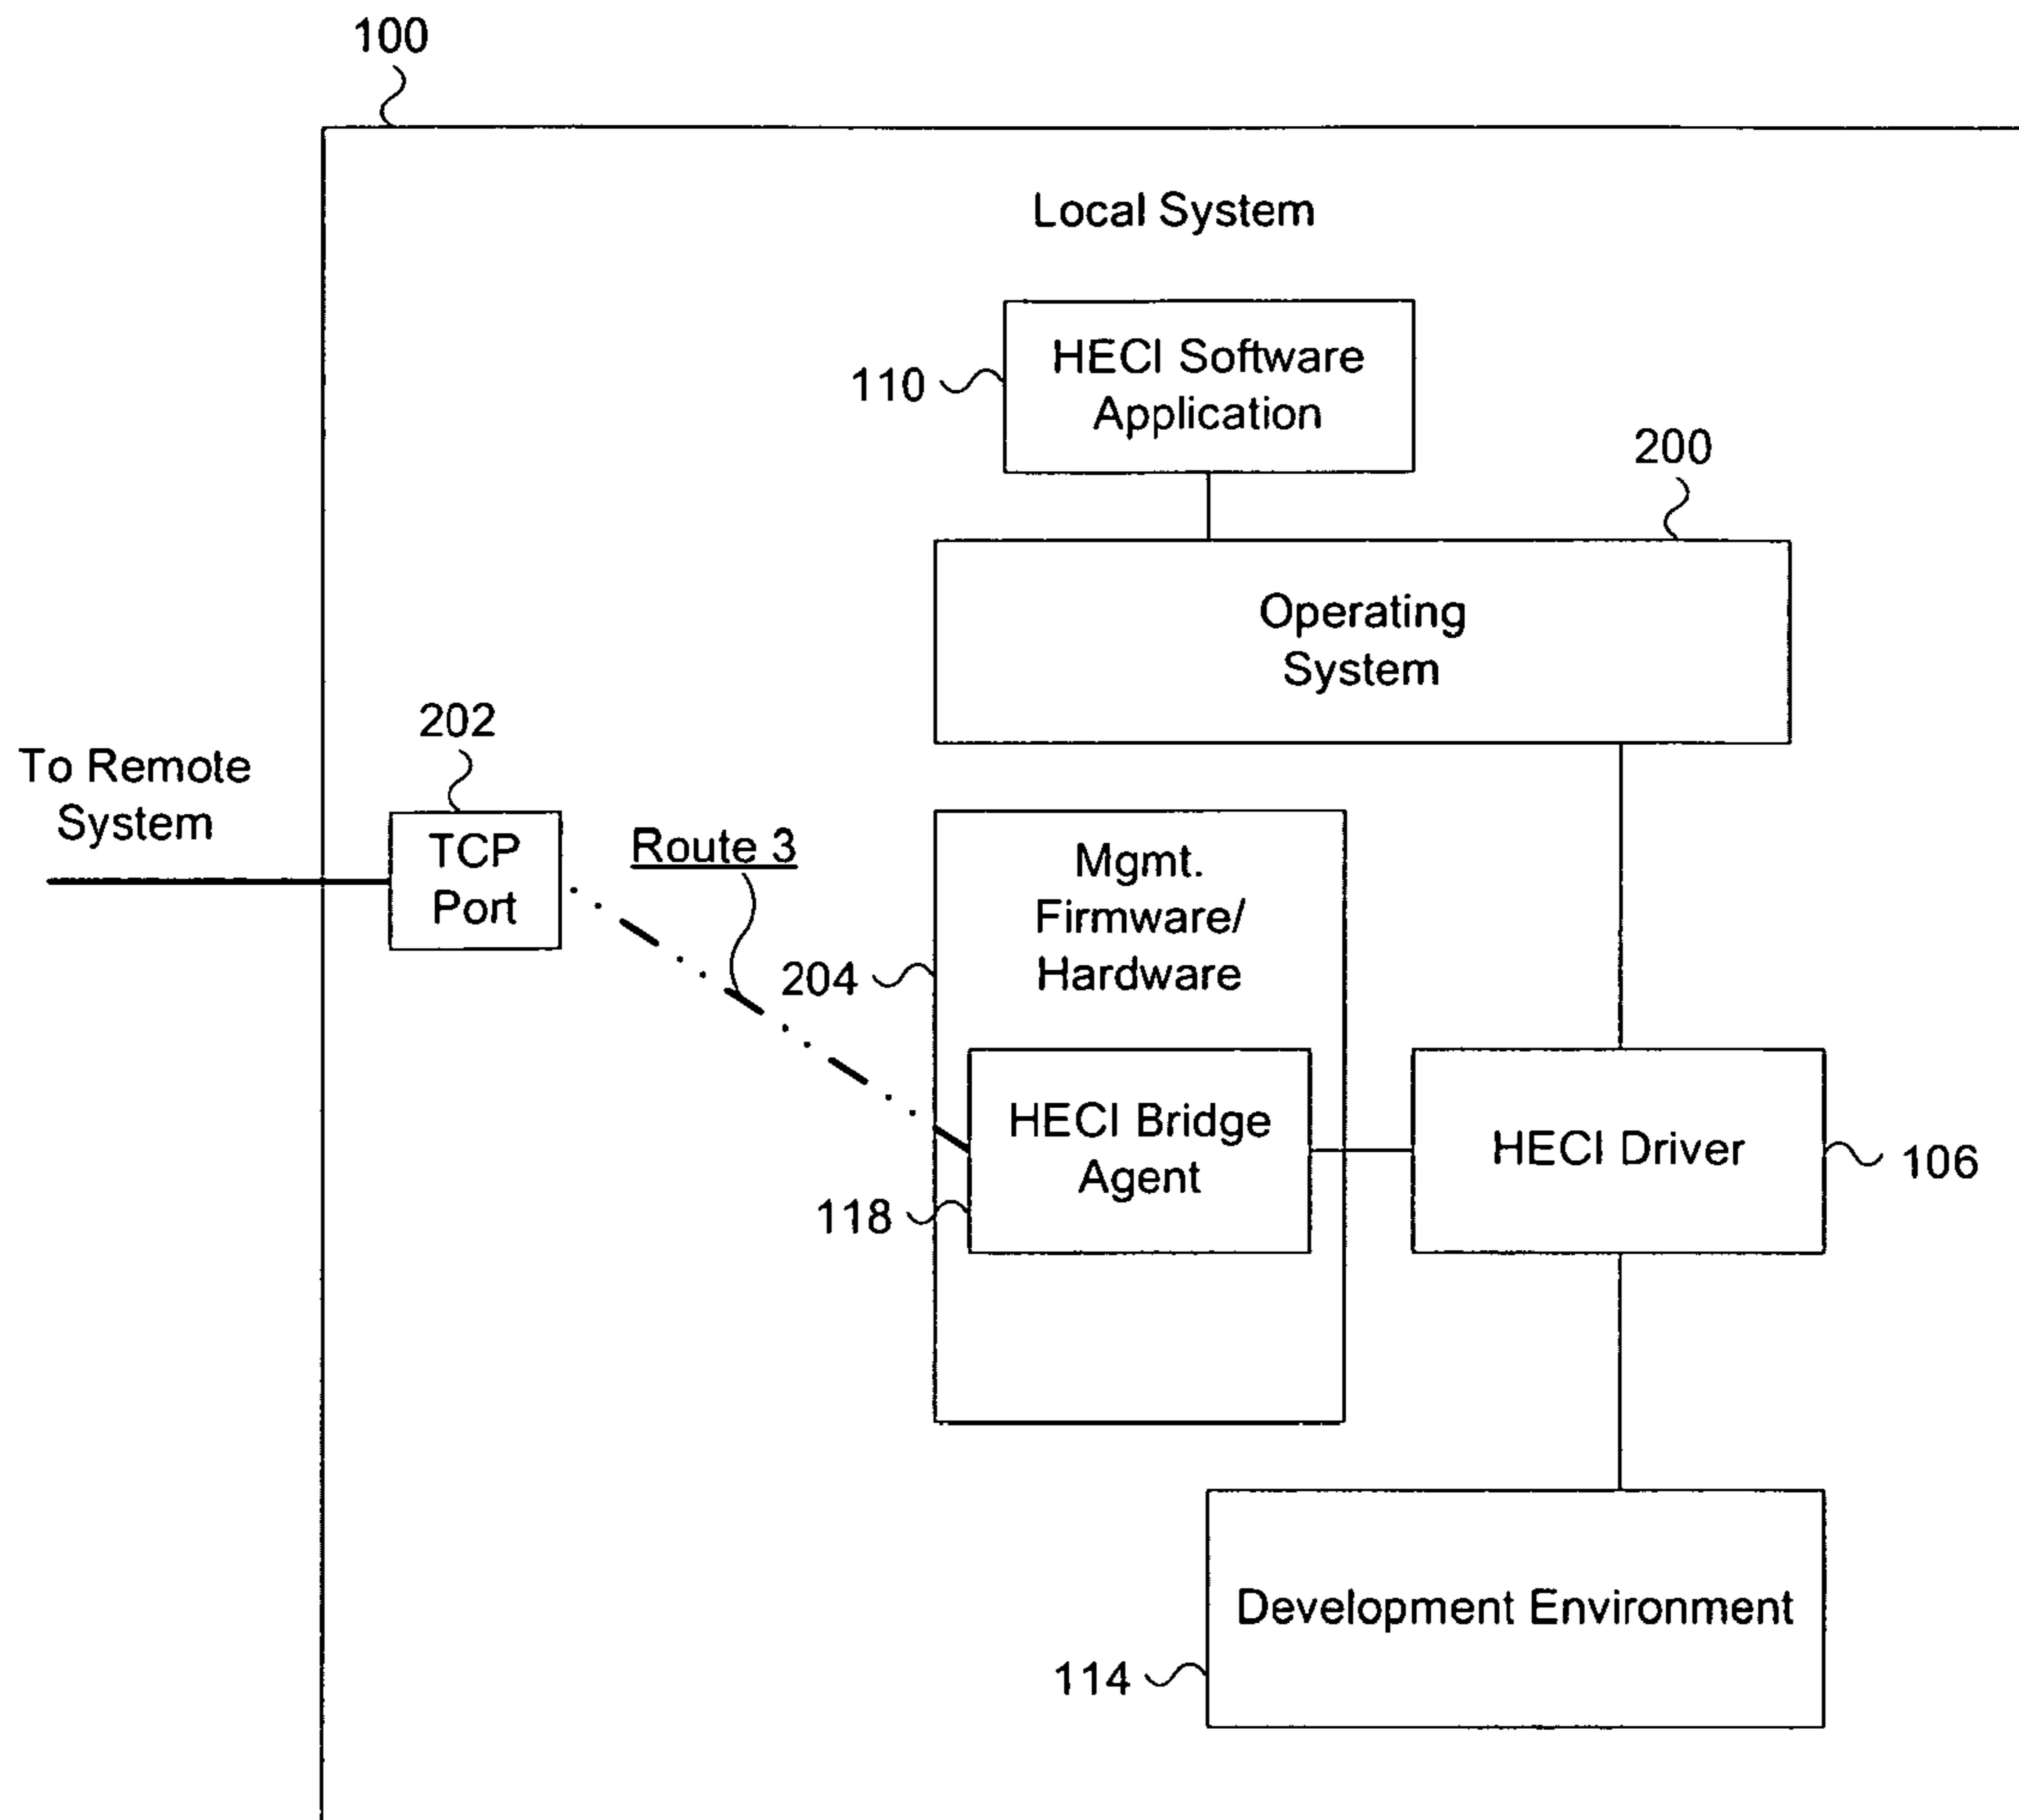 100
Local System
HECI Software
Application
110
200
Operating
System
202
To Remote
System
TCP
Port
Route 3
Mgmt.
Firmware/
Hardware
204
HECI Bridge
Agent
118
HECI Driver
106
Development Environment
114